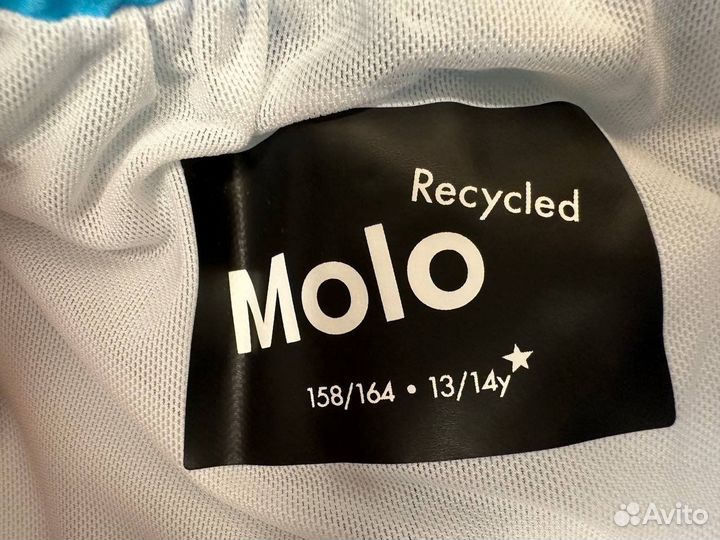 Recycled
Molo
158/164 • 13/14y
Avito